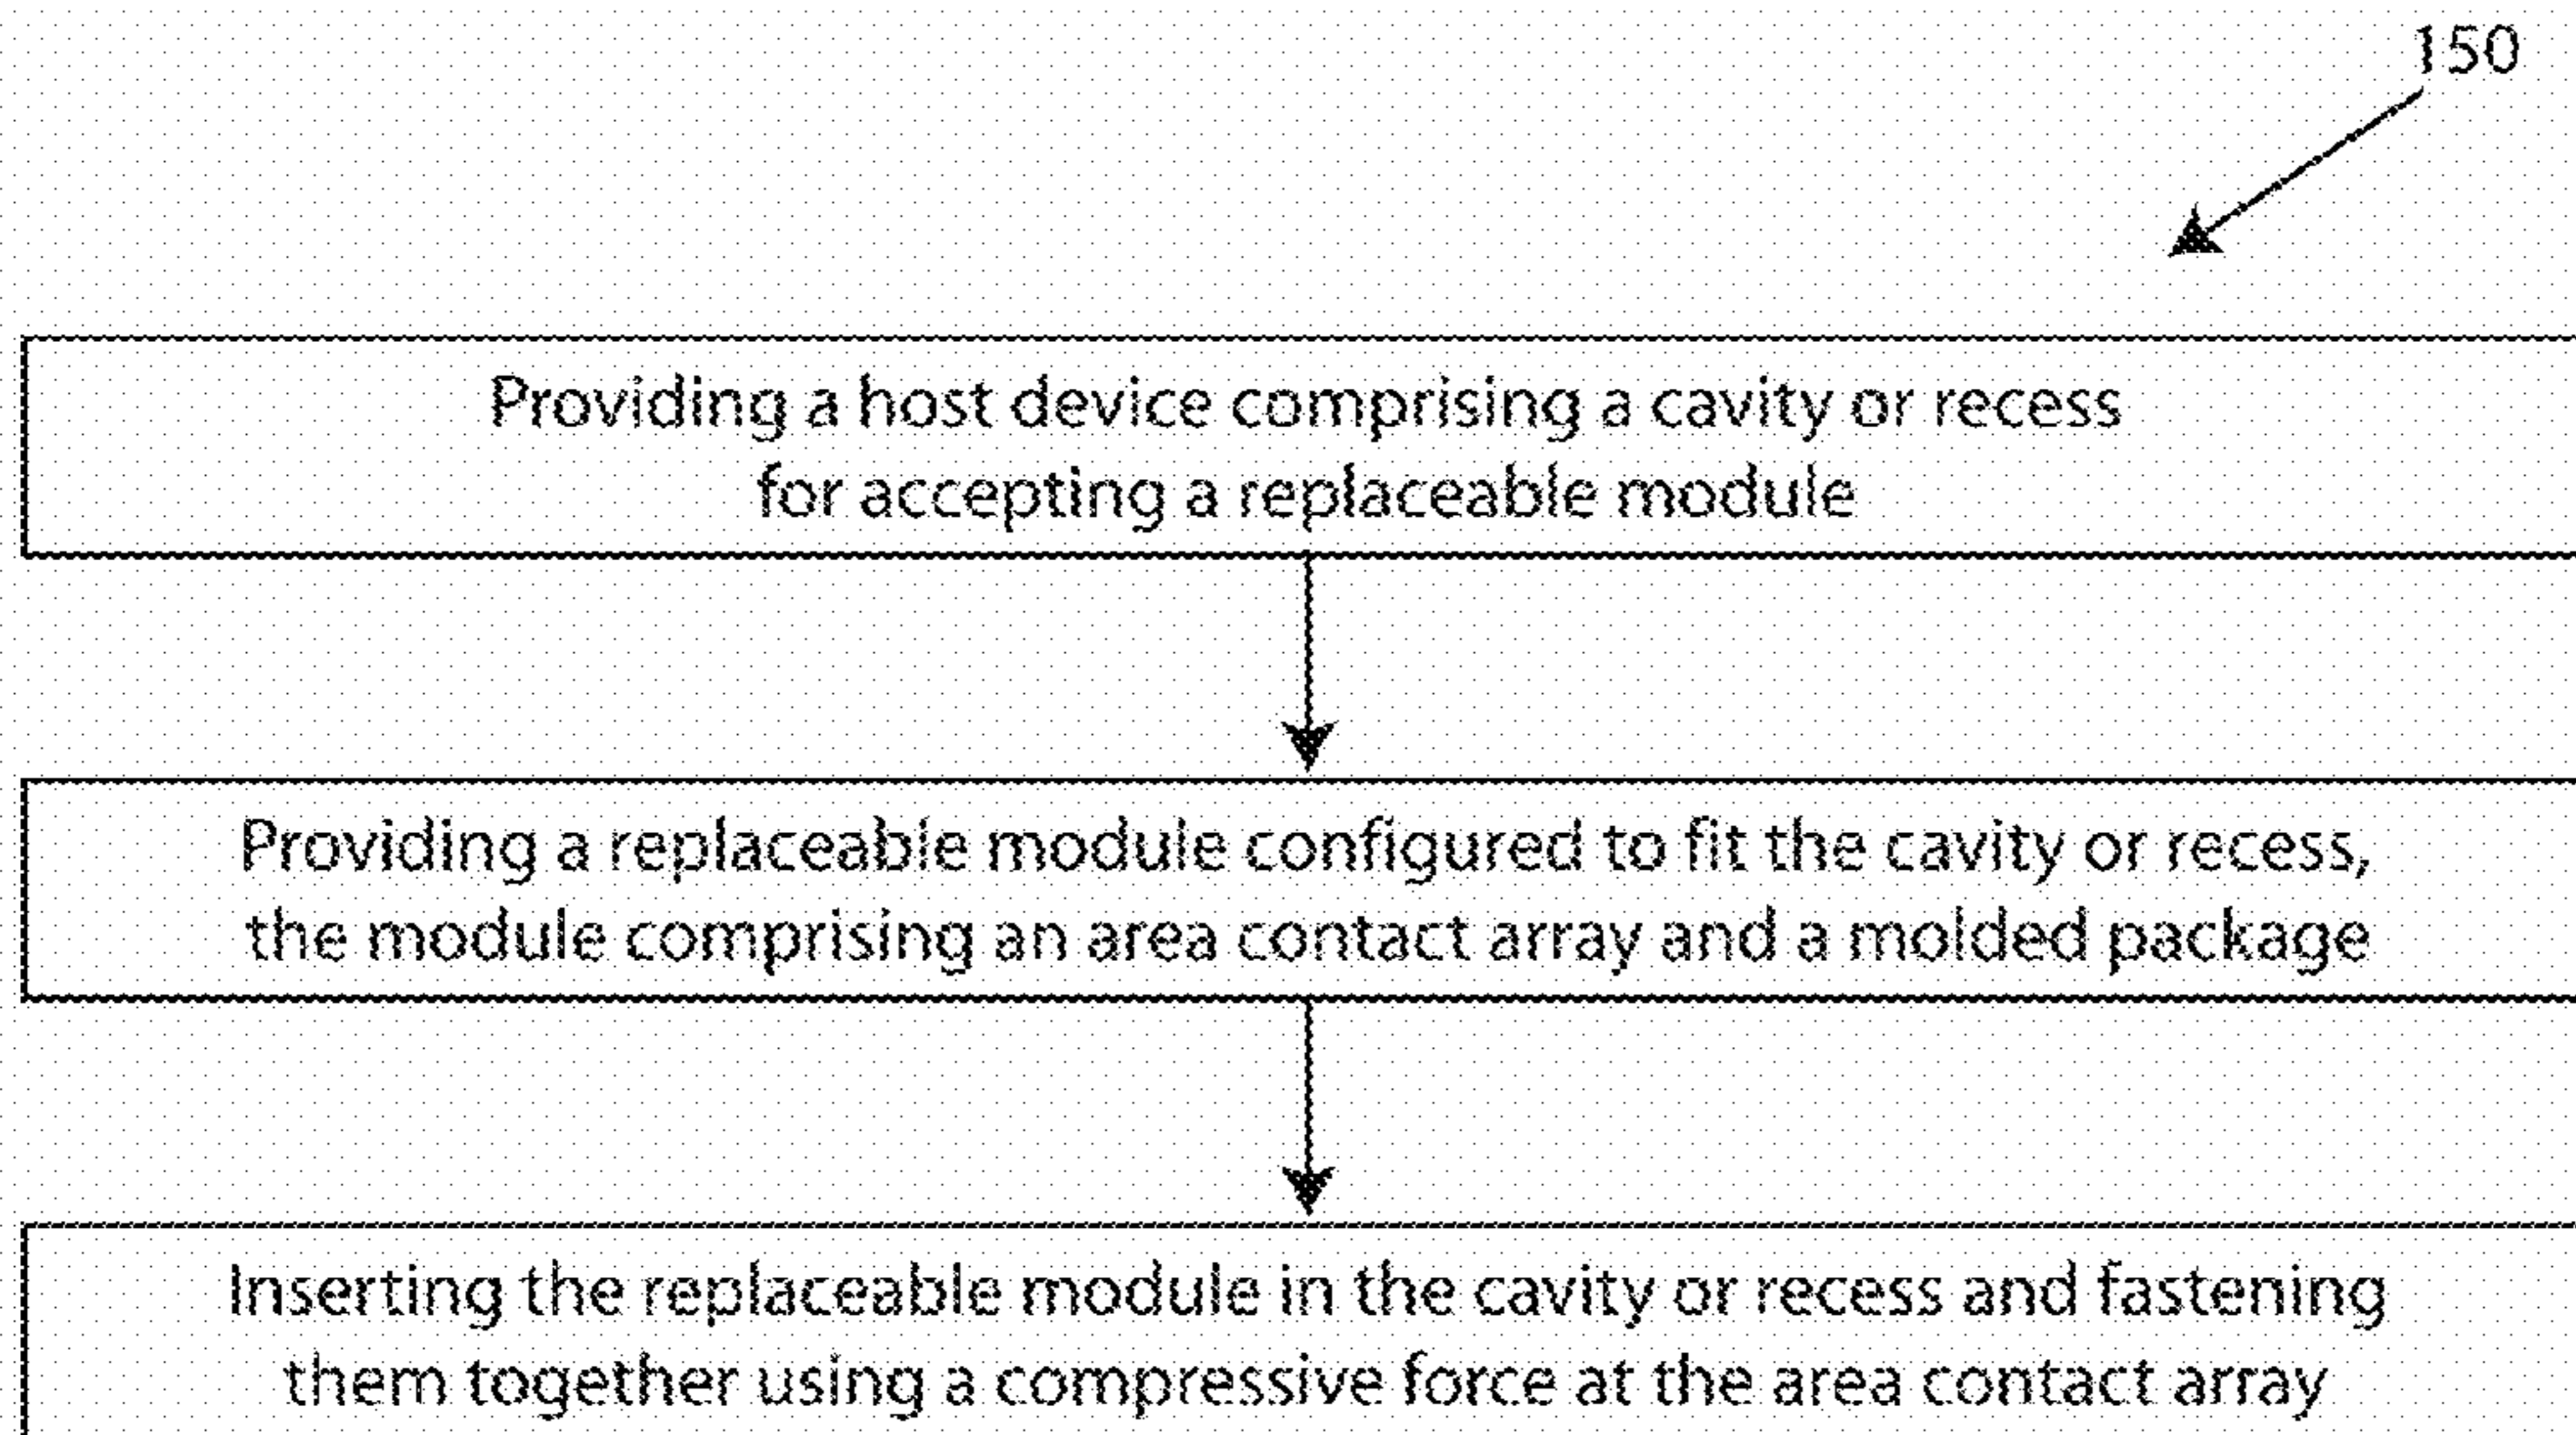 150
Providing a host device comprising a cavity or recess
for accepting a replaceable module
Providing a replaceable module configured to fit the cavity or recess,
the module comprising an area contact array and a molded package
Inserting the replaceable module in the cavity or recess and fastening
them together using a compressive force at the area contact array